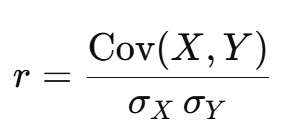 r = Cov(X, Y) / σ_X σ_Y